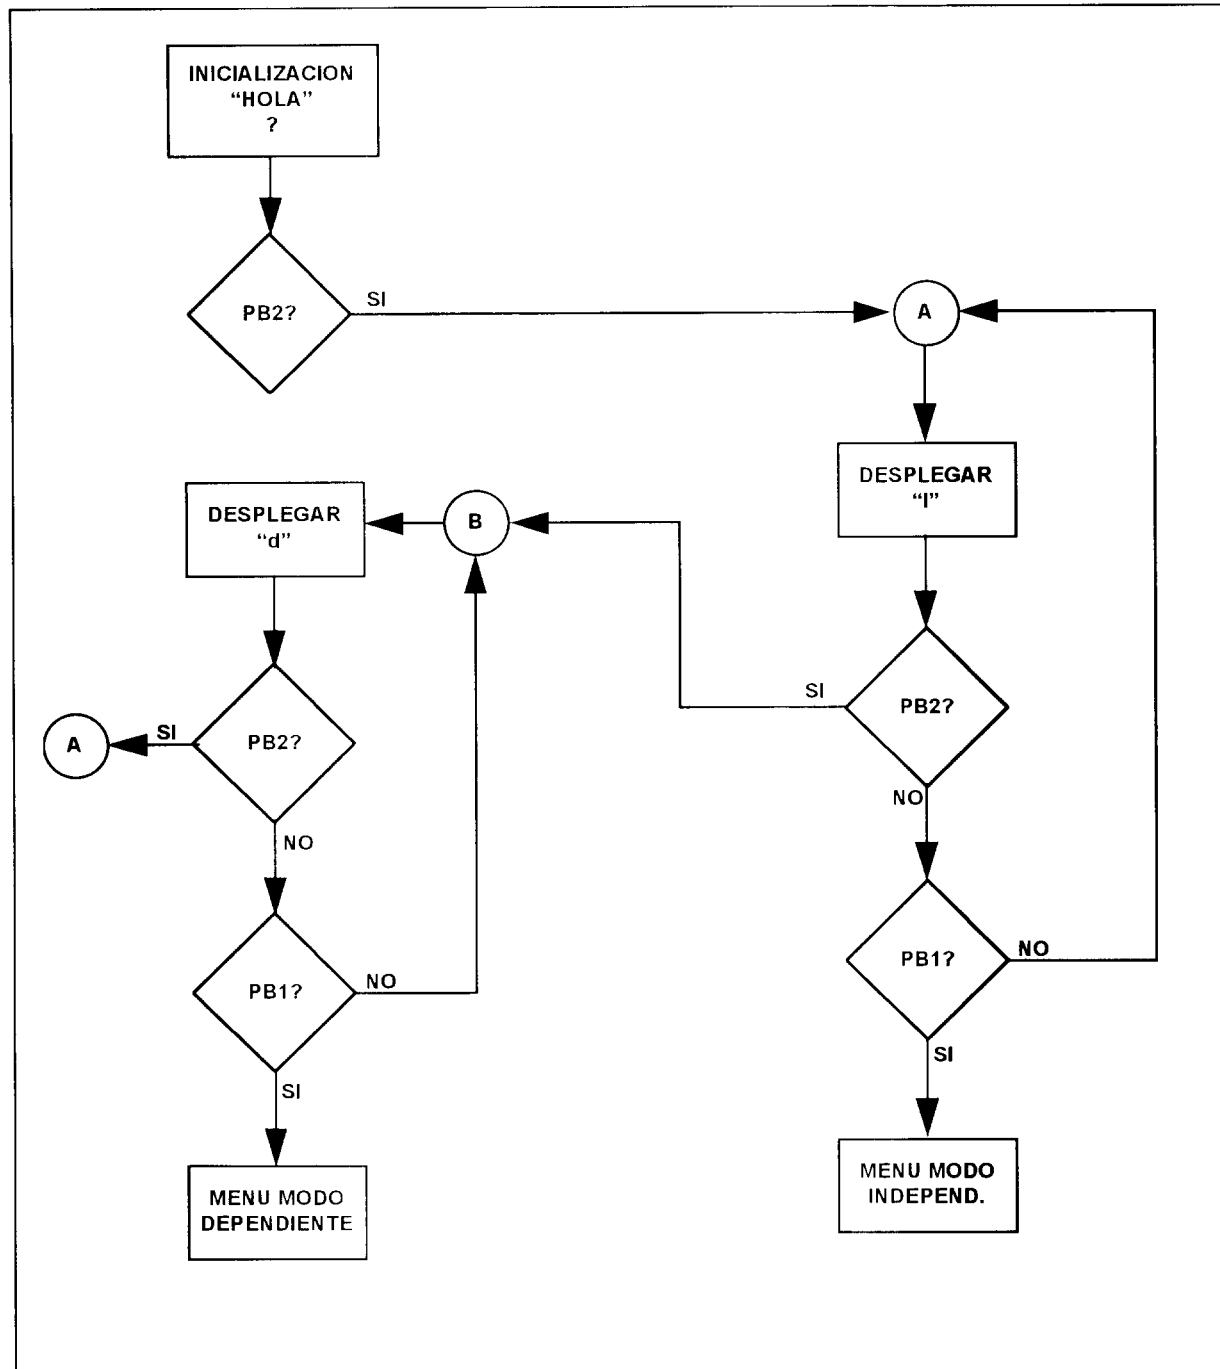 INICIALIZACION
“HOLA”
?
PB2?
SI
A
DESPLEGAR
“I”
DESPLEGAR
“d”
B
PB2?
SI
NO
PB2?
SI
A
NO
PB1?
NO
SI
PB1?
NO
SI
MENU MODO
INDEPEND.
MENU MODO
DEPENDIENTE